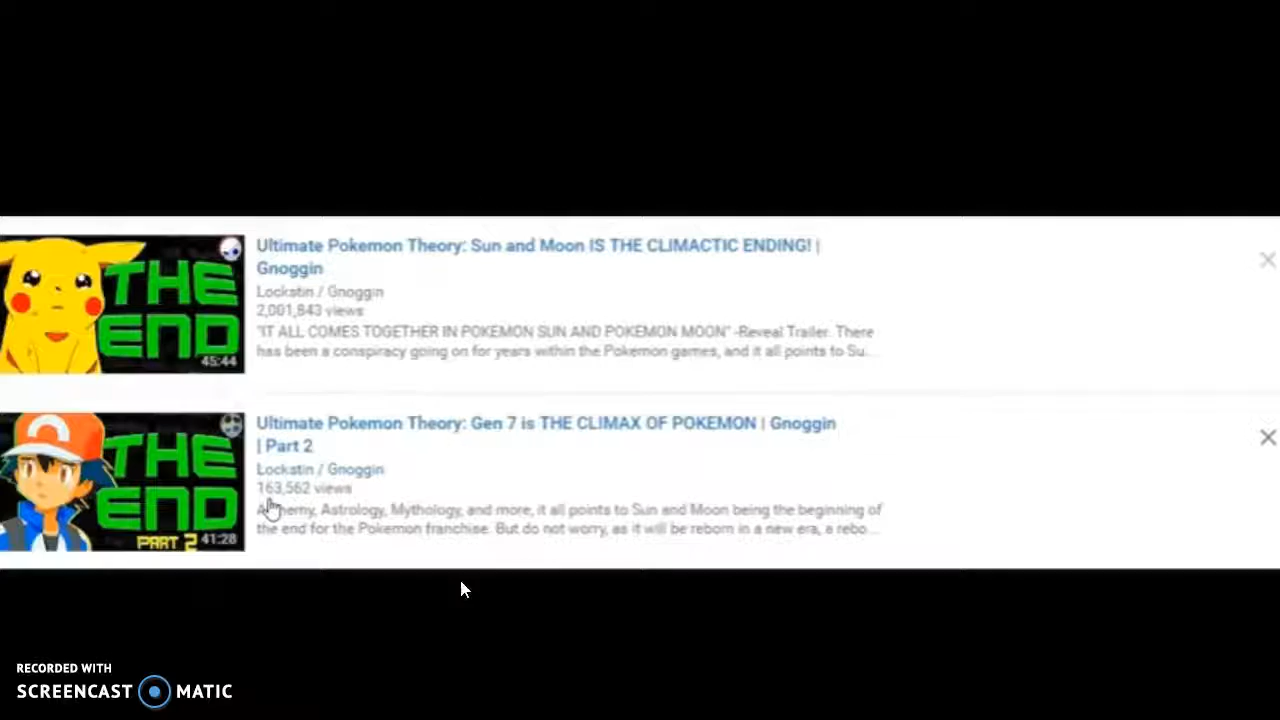 THE
END
45:44
Ultimate Pokemon Theory: Sun and Moon IS THE CLIMACTIC ENDING! |
Gnoggin
Lockstin / Gnoggin
2,001,843 views
"IT ALL COMES TOGETHER IN POKEMON SUN AND POKEMON MOON" -Reveal Trailer. There
has been a conspiracy going on for years within the Pokemon games, and it all points to Su...
THE
END
PART 2
41:28
Ultimate Pokemon Theory: Gen 7 is THE CLIMAX OF POKEMON | Gnoggin
| Part 2
Lockstin / Gnoggin
163,562 views
Astrology, Mythology, and more, it all points to Sun and Moon being the beginning of
the end for the Pokemon franchise. But do not worry, as it will be reborn in a new era, a rebo...
RECORDED WITH
SCREENCAST MATIC